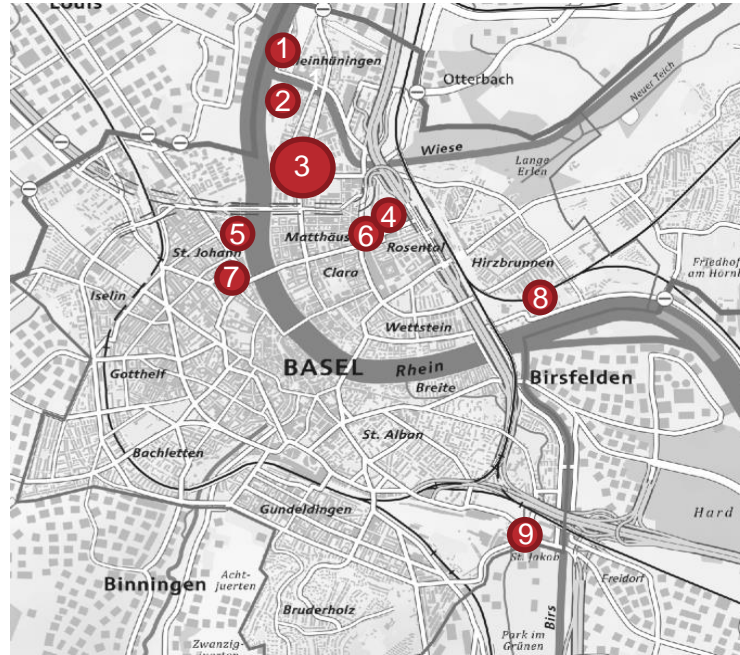 Louis
1
Kleinhüningen
Otterbach
Neuer Teich
2
Wiese
Lange
Erlen
3
4
5
6
Matthäus
Rosental
St. Johann
Hirzbrunnen
Friedhof
am Hörnli
7
Clara
8
Iselin
Wettstein
BASEL
Rhein
Gotthelf
Breite
Birsfelden
St. Alban
Bachletten
Gundeldingen
Hard
9
St. Jakob
Binningen
Acht-
juerten
Freidorf
Bruderholz
Birs
Park im
Grünen
Zwanzig-